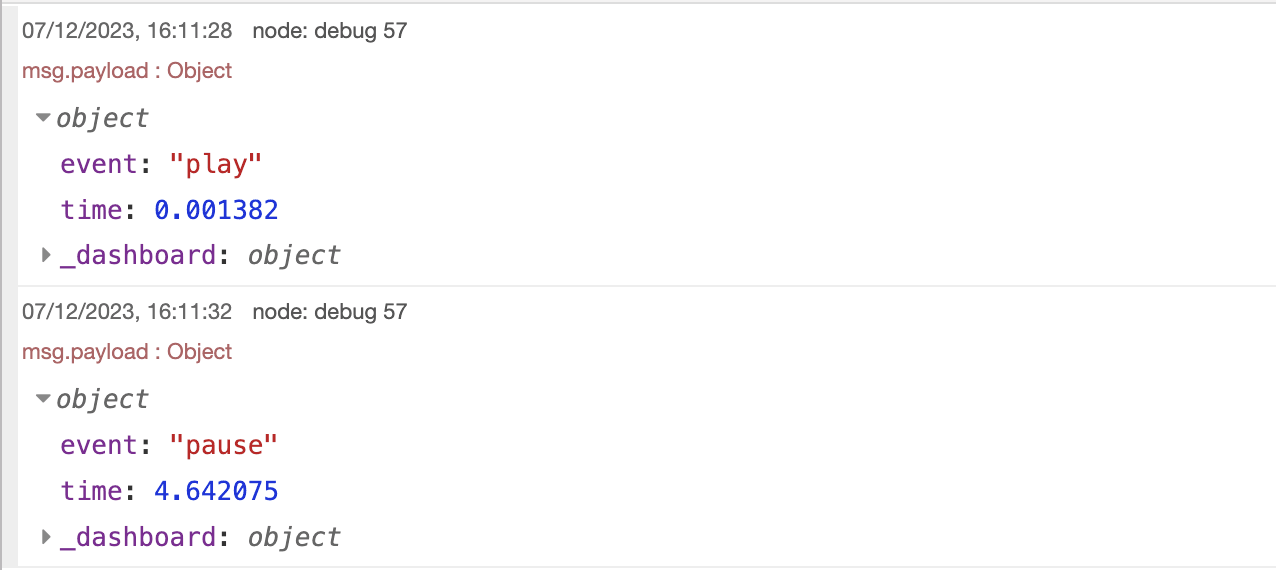 07/12/2023, 16:11:28 node: debug 57
msg.payload : Object
object
event: "play"
time: 0.001382
_dashboard: object
07/12/2023, 16:11:32 node: debug 57
msg.payload : Object
object
event: "pause"
time: 4.642075
_dashboard: object